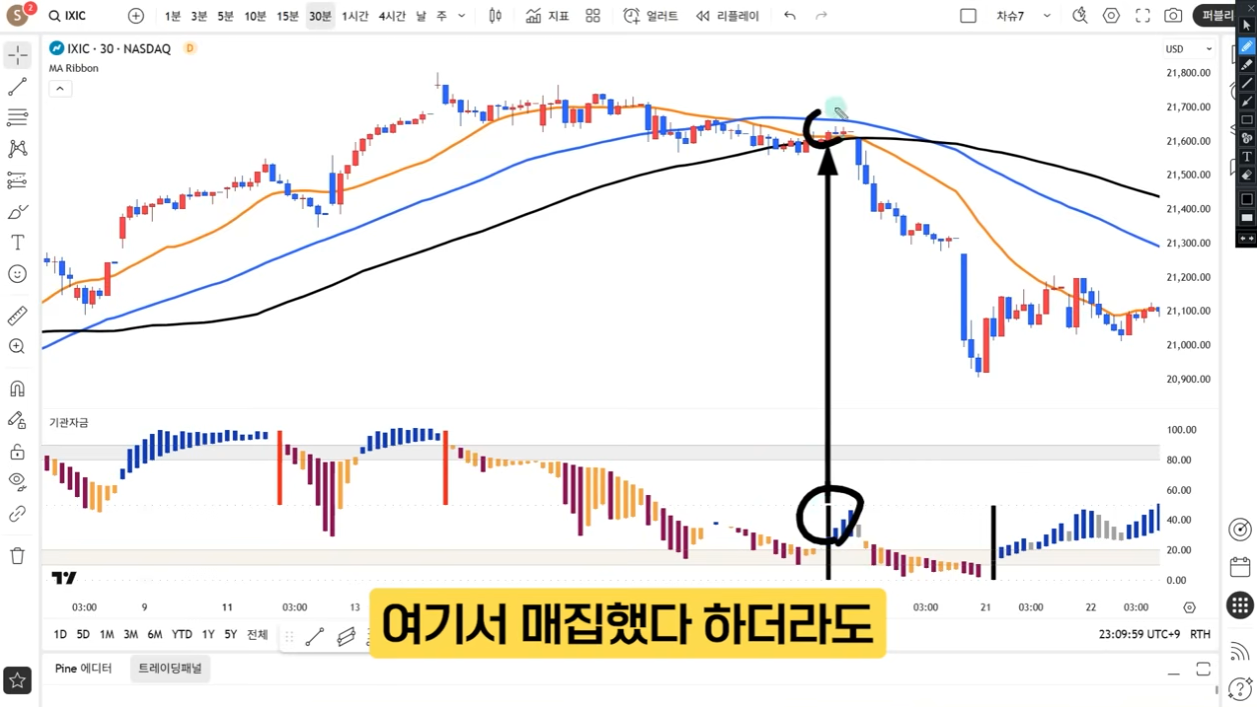 S 2 IXIC 1분 3분 5분 10분 15분 30분 1시간 4시간 날 주 지표 얼러트 리플레이 차슈7 퍼블리
IXIC · 30 · NASDAQ D
MA Ribbon
USD
21,800.00
21,700.00
21,600.00
21,500.00
21,400.00
21,300.00
21,200.00
21,100.00
21,000.00
20,900.00
기관자금
100.00
80.00
60.00
40.00
20.00
0.00
03:00 9 11 03:00 13 03:00 21 03:00 22 03:00
여기서 매집했다 하더라도
1D 5D 1M 3M 6M YTD 1Y 5Y 전체 23:09:59 UTC+9 RTH
Pine 에디터 트레이딩패널